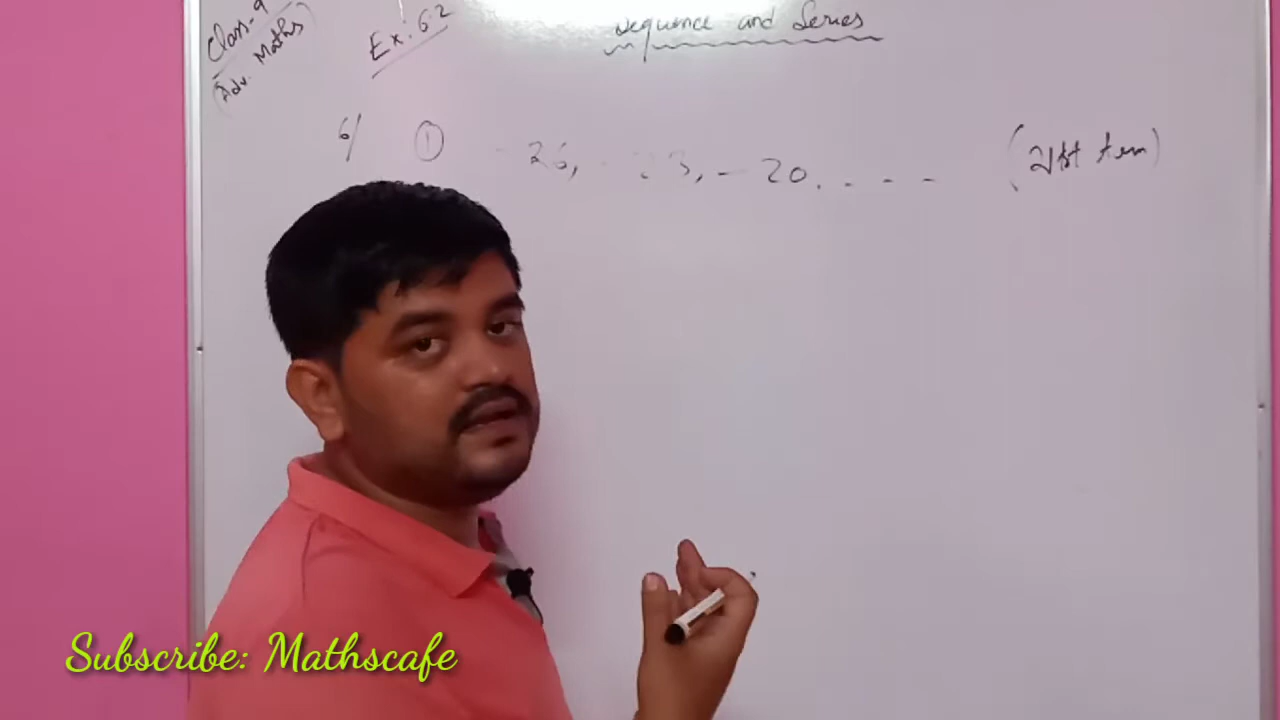 Class-9
(Adv. Maths)
Ex: 6.2
Sequence and Series
6/ ① - 26, - 23, - 20, - - - (21st term)
Subscribe: Mathscafe